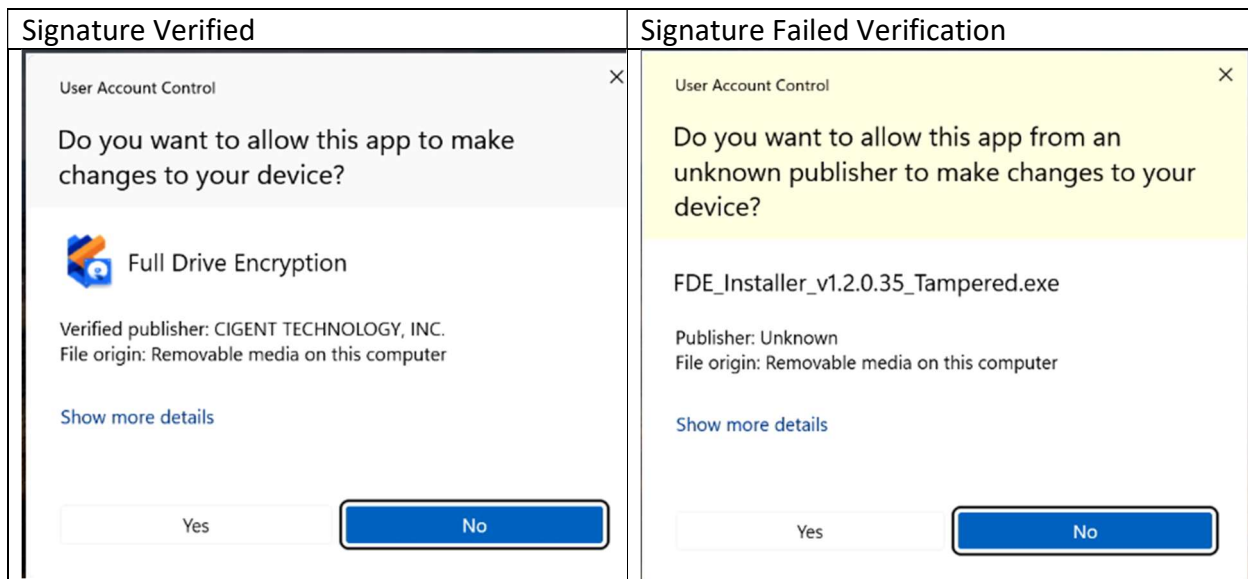 Signature Verified
User Account Control
Do you want to allow this app to make
changes to your device?
Full Drive Encryption
Verified publisher: CIGENT TECHNOLOGY, INC.
File origin: Removable media on this computer
Show more details
Yes
No
Signature Failed Verification
User Account Control
Do you want to allow this app from an
unknown publisher to make changes to your
device?
FDE_Installer_v1.2.0.35_Tampered.exe
Publisher: Unknown
File origin: Removable media on this computer
Show more details
Yes
No